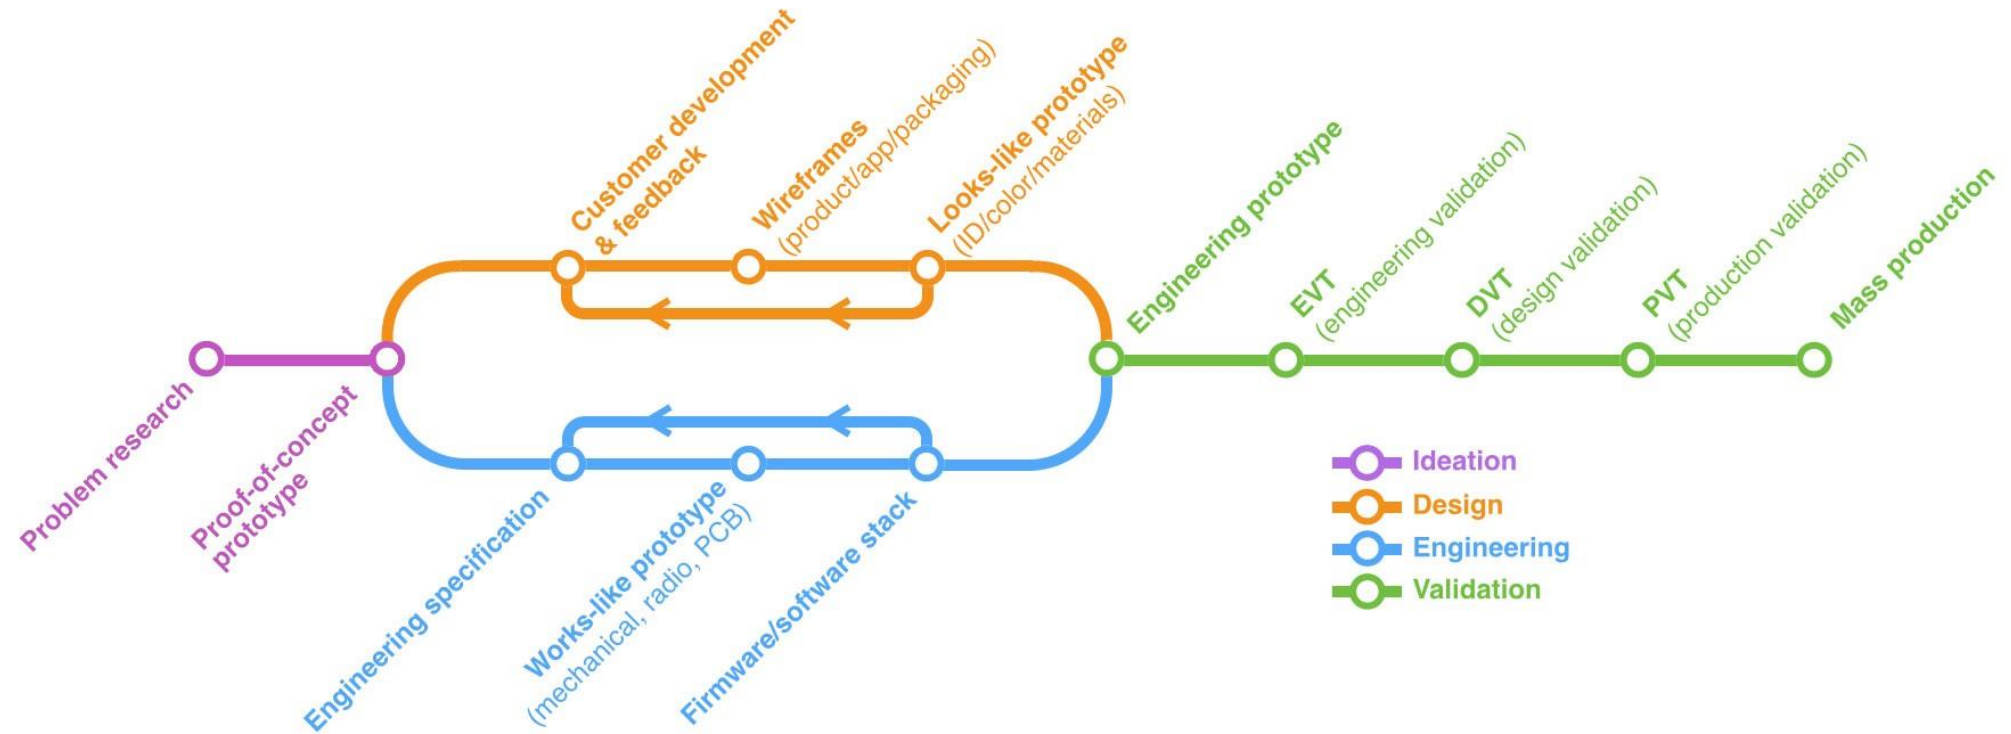 Problem research
Proof-of-concept
prototype
Customer development
& feedback
Wireframes
(product/app/packaging)
Looks-like prototype
(ID/color/materials)
Engineering specification
Works-like prototype
(mechanical, radio, PCB)
Firmware/software stack
Engineering prototype
EVT
(engineering validation)
DVT
(design validation)
PVT
(production validation)
Mass production
Ideation
Design
Engineering
Validation